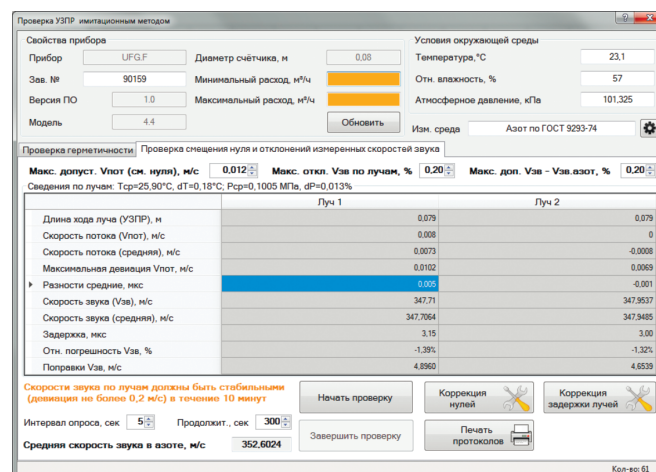 Проверка УЗПР имитационным методом
Свойства прибора
Прибор UFG.F Диаметр счётчика, м 0,08
Зав. № 90159 Минимальный расход, м³/ч
Версия ПО 1.0 Максимальный расход, м³/ч
Модель 4.4 Обновить
Условия окружающей среды
Температура,°С 23,1
Отн. влажность, % 57
Атмосферное давление, кПа 101,325
Изм. среда Азот по ГОСТ 9293-74
Проверка герметичности Проверка смещения нуля и отклонений измеренных скоростей звука
Макс. допуст. Vпот (см. нуля), м/с 0,012 Макс. откл. Vзв по лучам, % 0,20 Макс. доп. Vзв - Vзв.азот, % 0,20
Сведения по лучам: Тср=25,90°С, dT=0,18°С; Рср=0,1005 МПа, dP=0,013%
Луч 1 Луч 2
Длина хода луча (УЗПР), м 0,079 0,079
Скорость потока (Vпот), м/с 0,008 0
Скорость потока (средняя), м/с 0,0073 -0,0008
Максимальная девиация Vпот, м/с 0,0102 0,0069
Разности средние, мкс 0,005 -0,001
Скорость звука (Vзв), м/с 347,71 347,9537
Скорость звука (средняя), м/с 347,7064 347,9485
Задержка, мкс 3,15 3,00
Отн. погрешность Vзв, % -1,39% -1,32%
Поправки Vзв, м/с 4,8960 4,6539
Скорости звука по лучам должны быть стабильными
(девиация не более 0,2 м/с) в течение 10 минут
Интервал опроса, сек 5 Продолжит., сек 300
Средняя скорость звука в азоте, м/с 352,6024
Начать проверку
Завершить проверку
Коррекция
нулей
Коррекция
задержки лучей
Печать
протоколов
Кол-во: 61